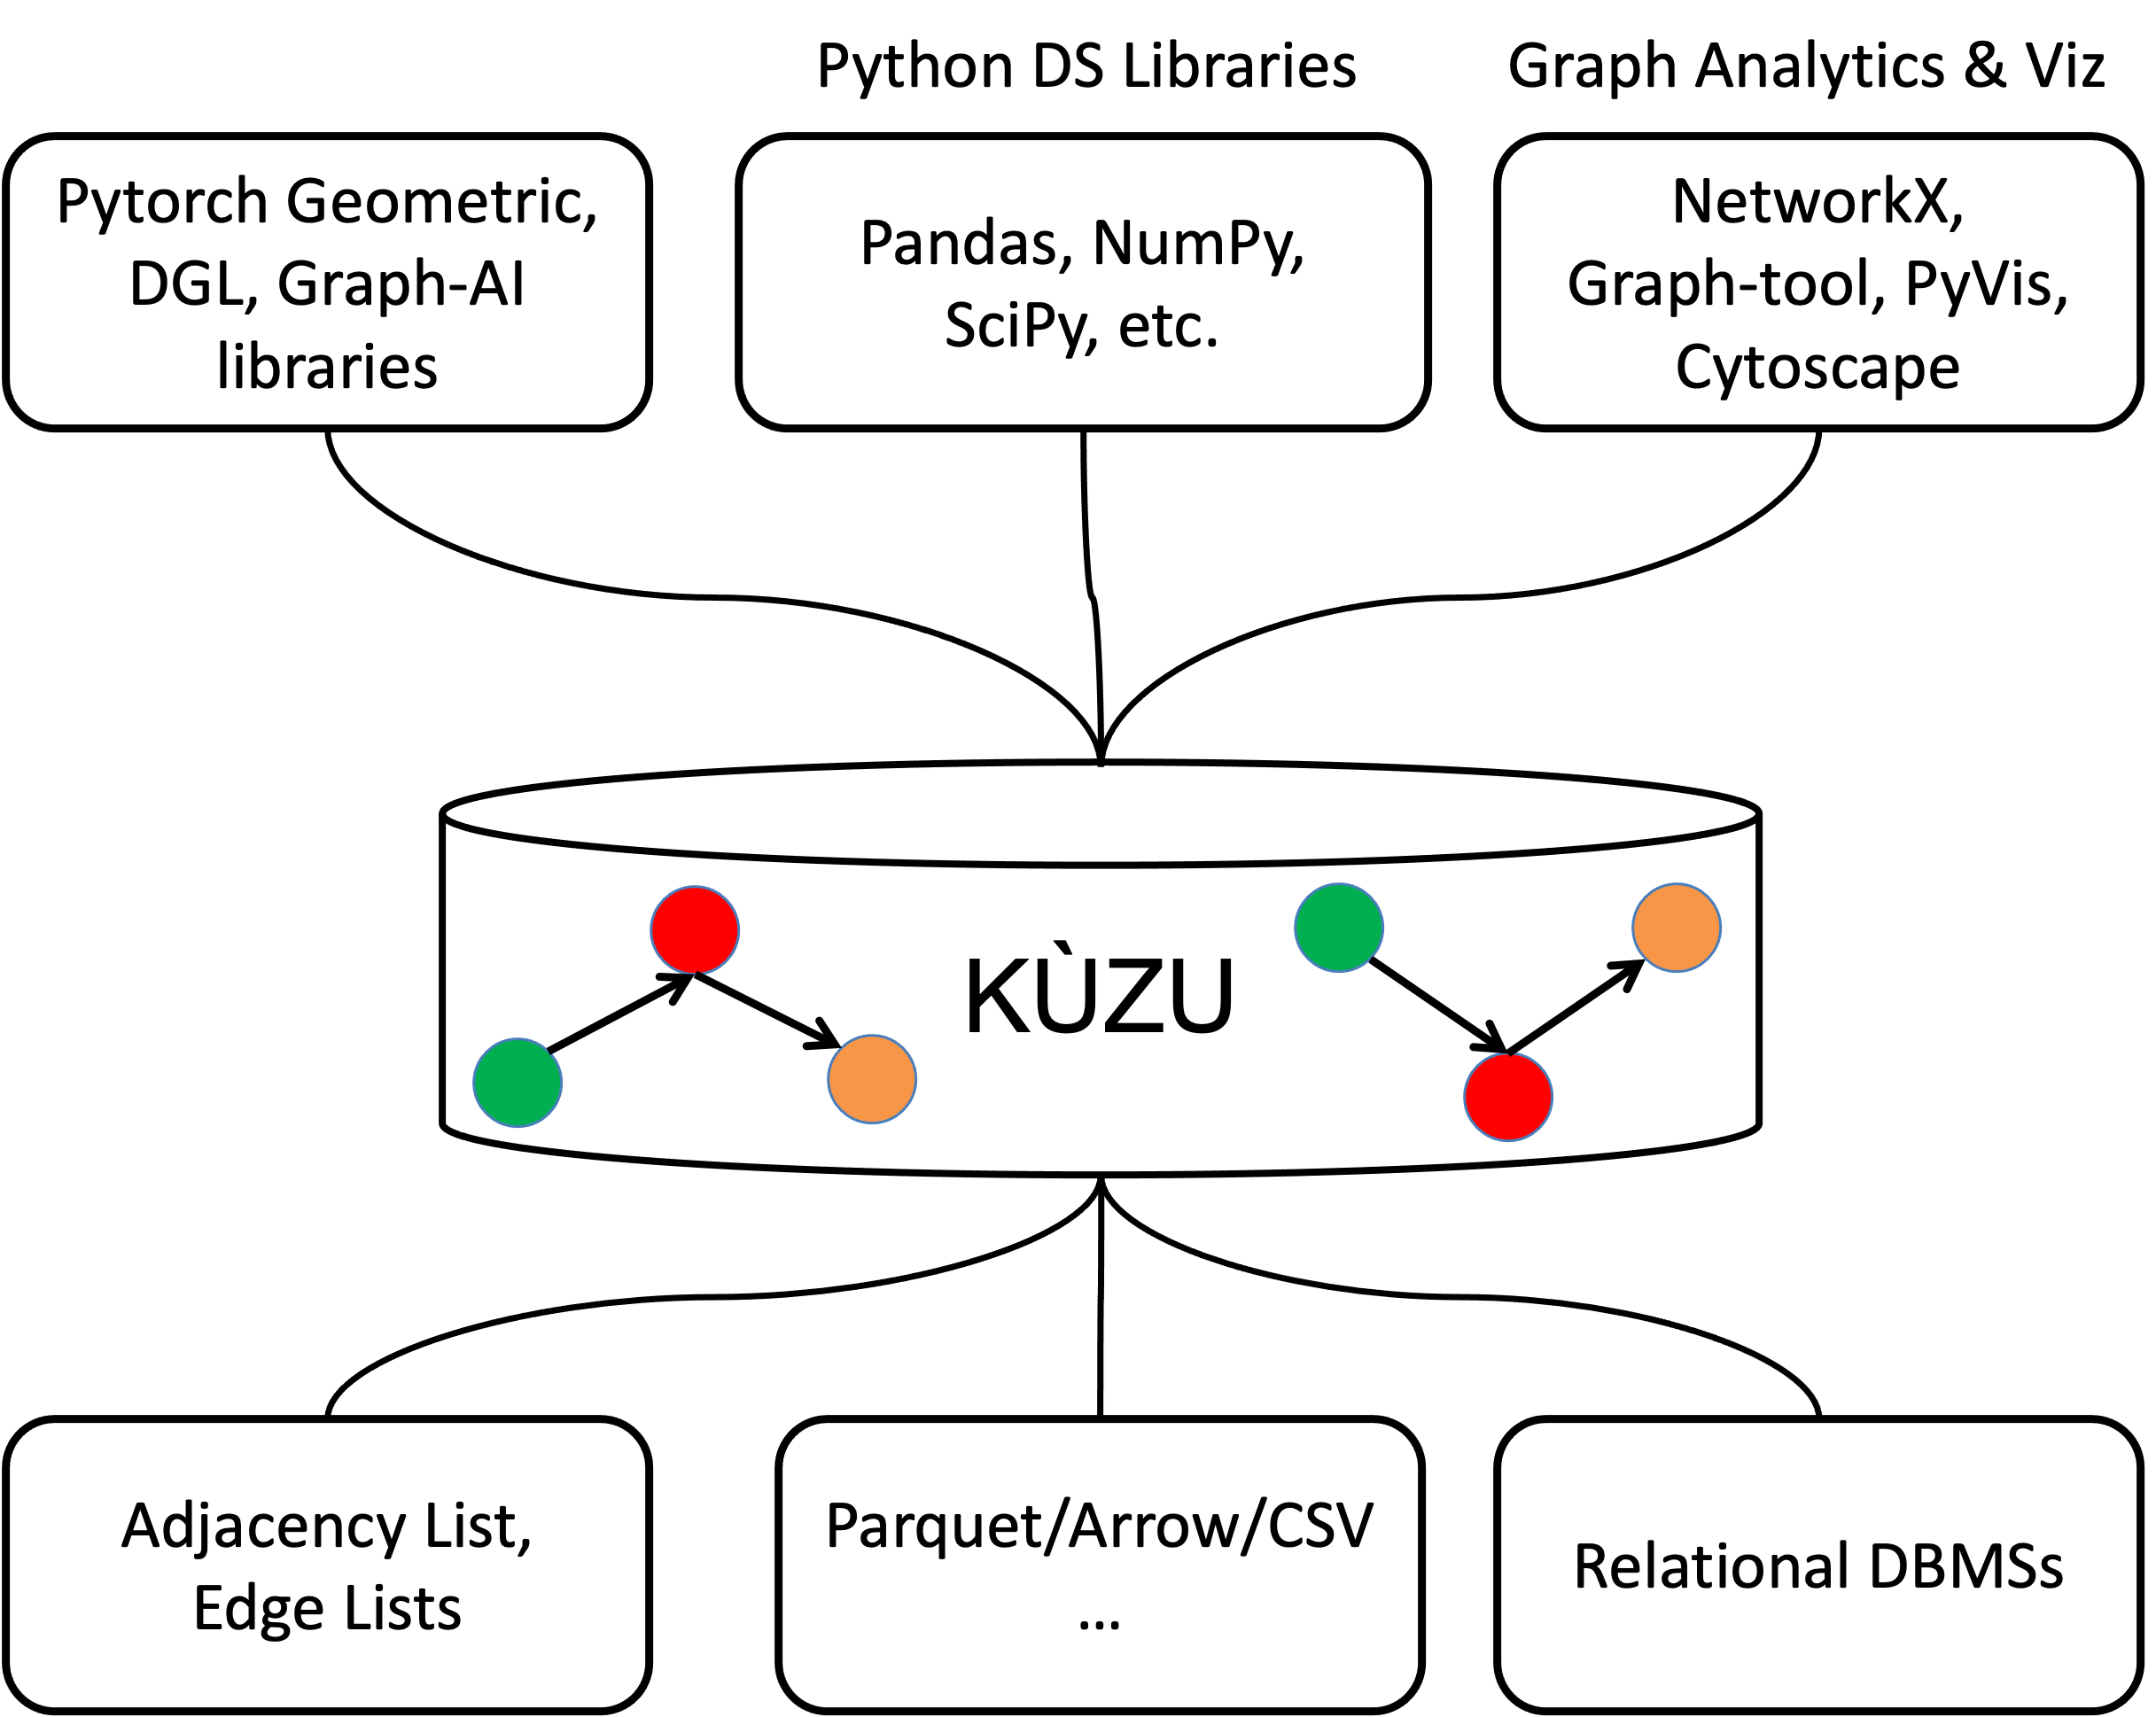 Python DS Libraries
Graph Analytics & Viz
Pytorch Geometric,
DGL, Graph-AI
libraries
Pandas, NumPy,
SciPy, etc.
NetworkX,
Graph-tool, PyVis,
Cytoscape
KÙZU
Adjacency List,
Edge Lists
Parquet/Arrow/CSV
...
Relational DBMSs